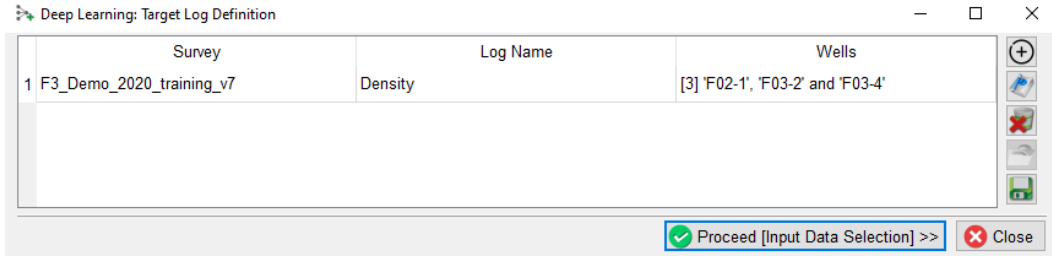 Deep Learning: Target Log Definition
Survey Log Name Wells
1 F3_Demo_2020_training_v7 Density [3] 'F02-1', 'F03-2' and 'F03-4'
Proceed [Input Data Selection] >> Close